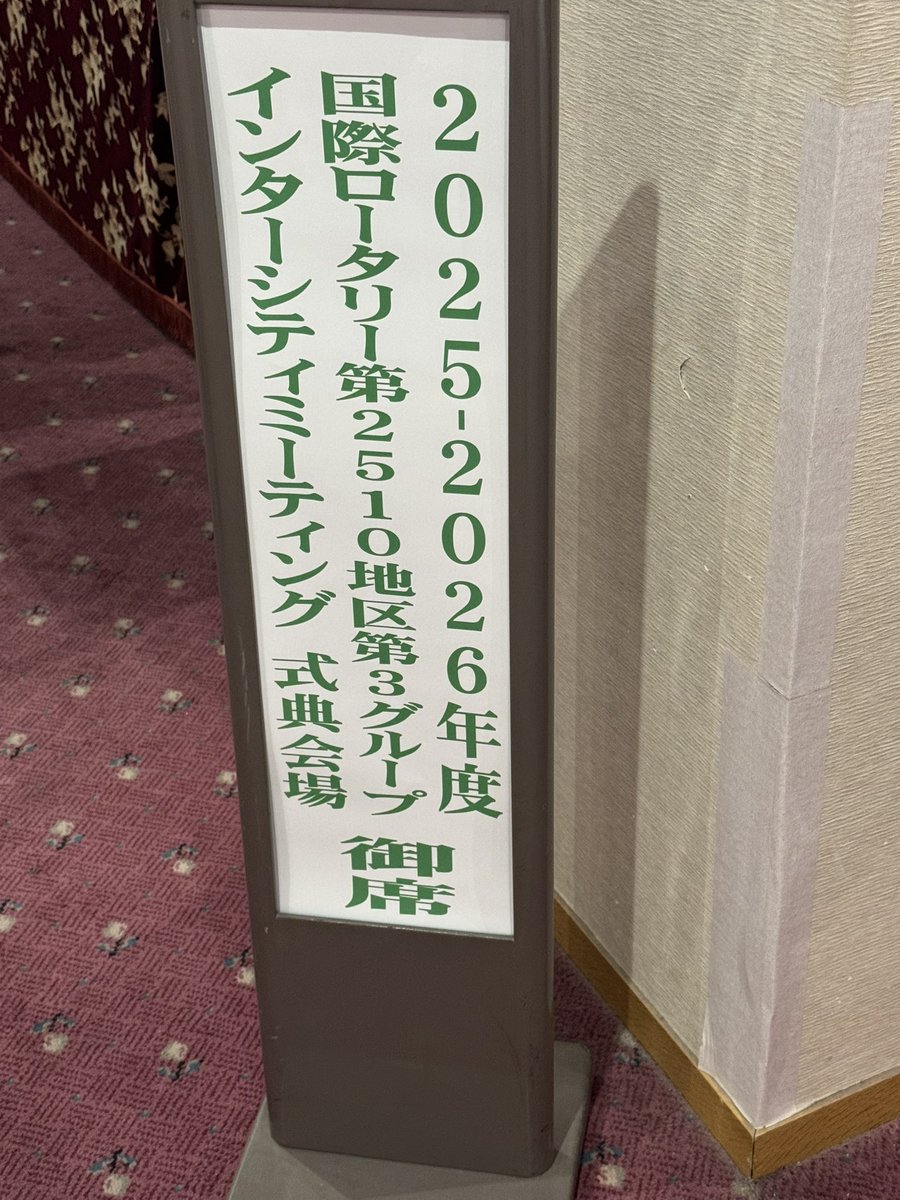 2025-2026年度
国際ロータリー第2510地区第3グループ
インターシティミーティング 式典会場
御席